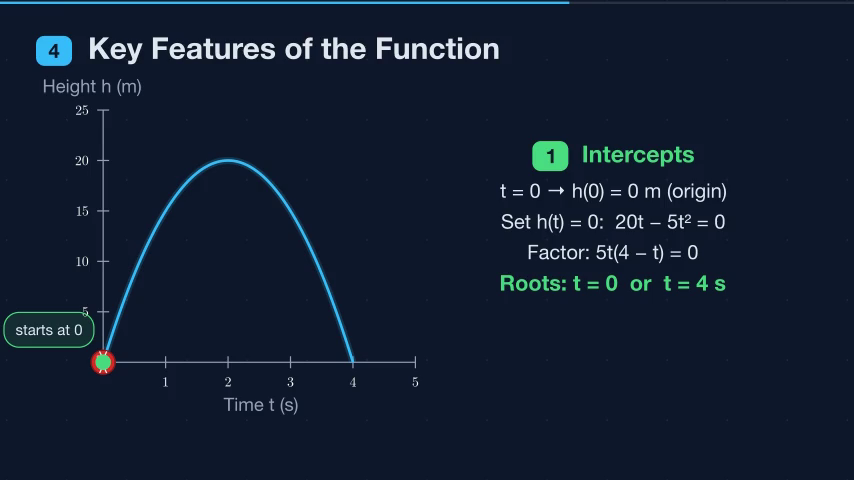 4 Key Features of the Function
Height h (m)
25
20
15
10
5
starts at 0
1 2 3 4 5
Time t (s)
1 Intercepts
t = 0 → h(0) = 0 m (origin)
Set h(t) = 0: 20t − 5t² = 0
Factor: 5t(4 − t) = 0
Roots: t = 0 or t = 4 s